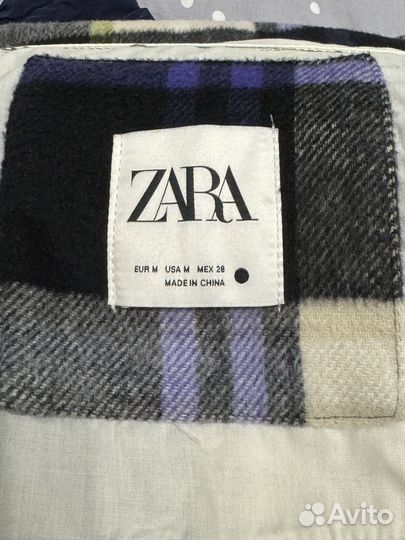 ZARA
EUR M USA M MEX 28
MADE IN CHINA
Avito